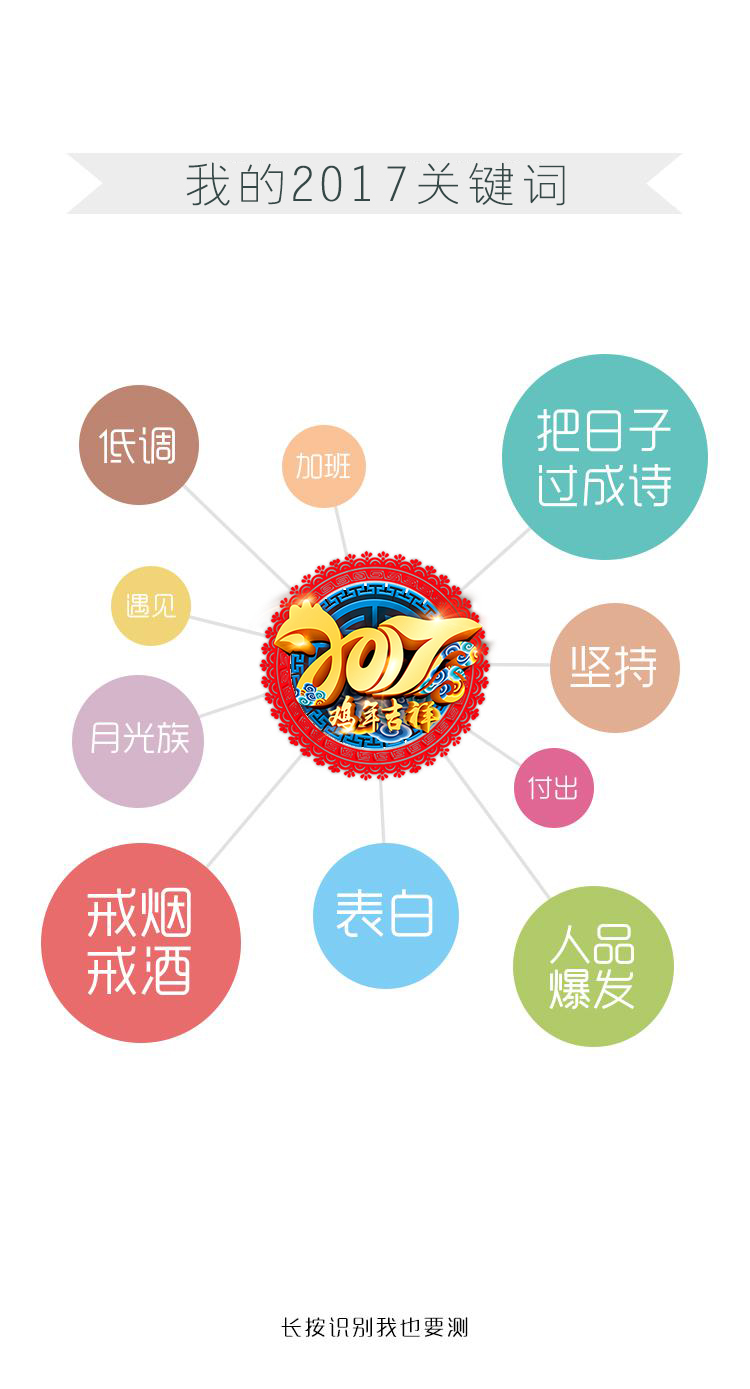 我的2017关键词
低调
加班
把日子
过成诗
遇见
2017
鸡年吉祥
坚持
月光族
付出
戒烟
戒酒
表白
人品
爆发
长按识别我也要测